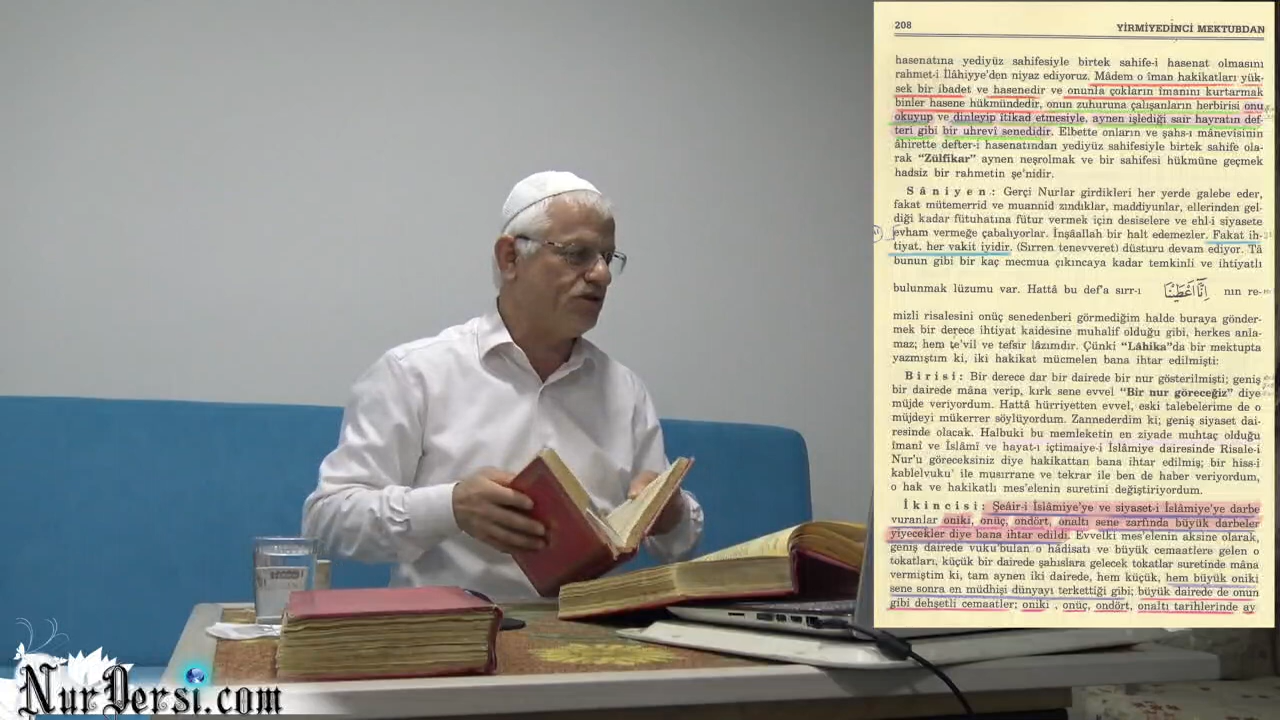 208 YİRMİYEDİNCİ MEKTUBDAN
hasenatına yediyüz sahifesiyle birtek sahife-i hasenat olmasını
rahmet-i İlâhiyye'den niyaz ediyoruz. Mâdem o îman hakikatları yük-
sek bir ibadet ve hasenedir ve onunla çokların îmanını kurtarmak
binler hasene hükmündedir, onun zuhuruna çalışanların herbirisi onu
okuyup ve dinleyip îtikad etmesiyle, aynen işlediği sair hayratın def-
teri gibi bir uhrevî senedidir. Elbette onların ve şahs-ı mânevisinin
âhirette defter-i hasenatından yediyüz sahifesiyle birtek sahife ola-
rak "Zülfikar" aynen neşrolmak ve bir sahifesi hükmüne geçmek
hadsiz bir rahmetin şe'nidir.
Sâniyen: Gerçi Nurlar girdikleri her yerde galebe eder,
fakat mütemerrid ve muannid zındıklar, maddiyunlar, ellerinden gel-
diği kadar fütuhatına fütur vermek için desiselere ve ehl-i siyasete
evham vermeğe çabalıyorlar. İnşâallah bir halt edemezler. Fakat ih-
tiyat, her vakit iyidir. (Sırren tenevveret) düsturu devam ediyor. Tâ
bunun gibi bir kaç mecmua çıkıncaya kadar temkinli ve ihtiyatlı
bulunmak lüzumu var. Hattâ bu def'a sırr-ı اِنَّا اَعْطَيْنَا nın re-
mizli risalesini onüç senedenberi görmediğim halde buraya gönder-
mek bir derece ihtiyat kaidesine muhalif olduğu gibi, herkes anla-
maz; hem te'vil ve tefsir lâzımdır. Çünki "Lâhika"da bir mektupta
yazmıştım ki, iki hakikat mücmelen bana ihtar edilmişti:
Birisi: Bir derece dar bir dairede bir nur gösterilmişti; geniş
bir dairede mâna verip, kırk sene evvel "Bir nur göreceğiz" diye
müjde veriyordum. Hattâ hürriyetten evvel, eski talebelerime de o
müjdeyi mükerrer söylüyordum. Zannederdim ki; geniş siyaset dai-
resinde olacak. Halbuki bu memleketin en ziyade muhtaç olduğu
îmanî ve İslâmî ve hayat-ı içtimaiye-i İslâmiye dairesinde Risale-i
Nur'u göreceksiniz diye hakikattan bana ihtar edilmiş; bir hiss-i
kablelvuku' ile musırrane ve tekrar ile ben de haber veriyordum,
o hak ve hakikatlı mes'elenin suretini değiştiriyordum.
İkincisi: Şeâir-i İslâmiye'ye ve siyaset-i İslâmiye'ye darbe
vuranlar oniki, onüç, ondört, onaltı sene zarfında büyük darbeler
yiyecekler diye bana ihtar edildi. Evvelki mes'elenin aksine olarak,
geniş dairede vuku'bulan o hâdisatı ve büyük cemaatlere gelen o
tokatları, küçük bir dairede şahıslara gelecek tokatlar suretinde mâna
vermiştim ki, tam aynen iki dairede, hem küçük, hem büyük oniki
sene sonra en müdhişi dünyayı terkettiği gibi; büyük dairede de onun
gibi dehşetli cemaatler; oniki , onüç, ondört, onaltı tarihlerinde ay
NurDersi.com